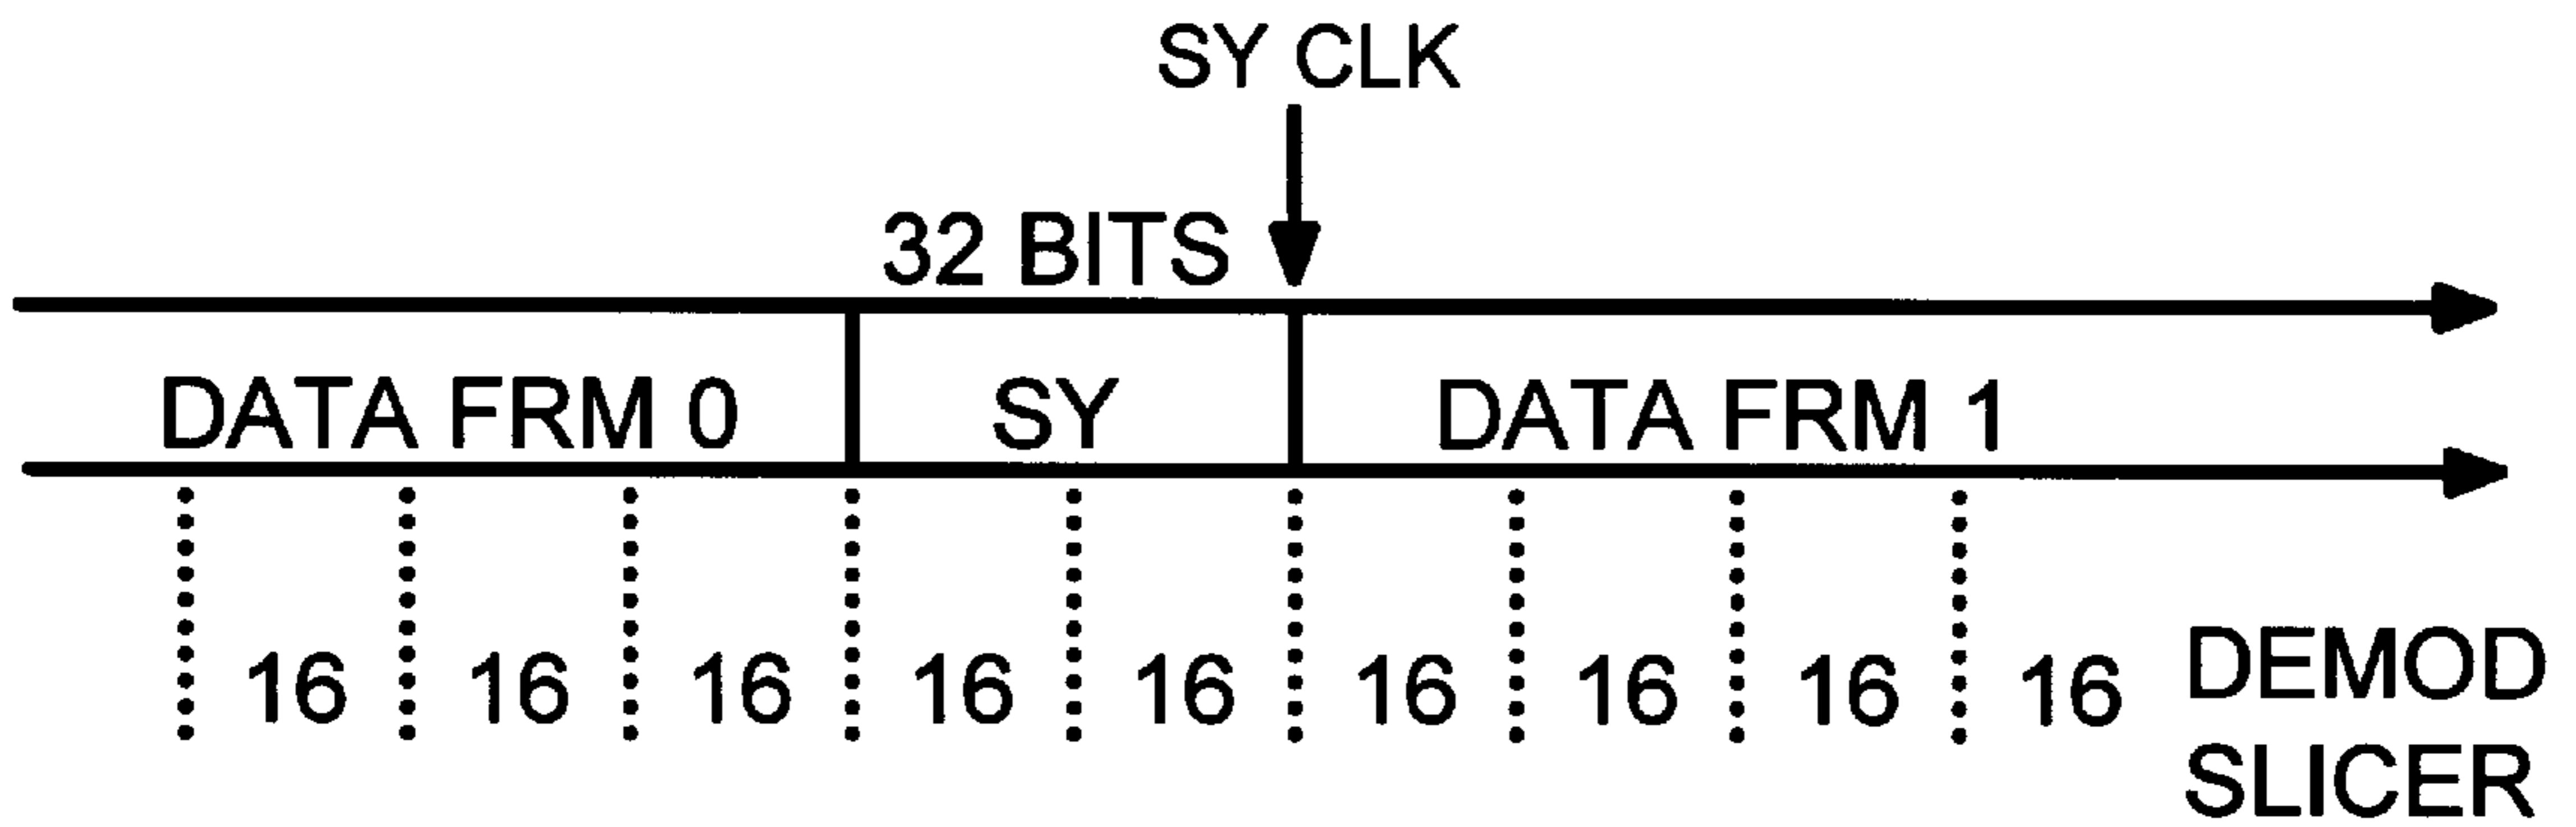 SY CLK
32 BITS
DATA FRM 0 SY DATA FRM 1
16 16 16 16 16 16 16 16 16 DEMOD
SLICER